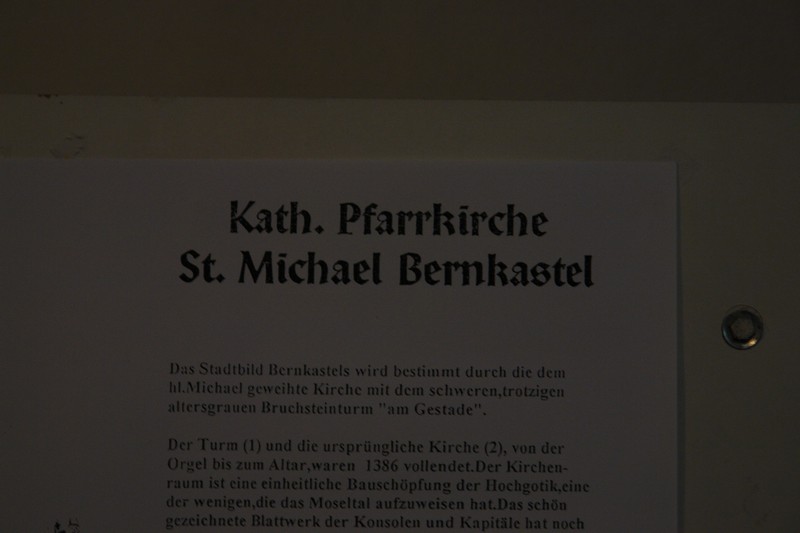 Kath. Pfarrkirche
St. Michael Bernkastel
Das Stadtbild Bernkastels wird bestimmt durch die dem
hl.Michael geweihte Kirche mit dem schweren,trotzigen
altersgrauen Bruchsteinturm "am Gestade".
Der Turm (1) und die ursprüngliche Kirche (2), von der
Orgel bis zum Altar,waren 1386 vollendet.Der Kirchen-
raum ist eine einheitliche Bauschöpfung der Hochgotik,eine
der wenigen,die das Moseltal aufzuweisen hat.Das schön
gezeichnete Blattwerk der Konsolen und Kapitäle hat noch